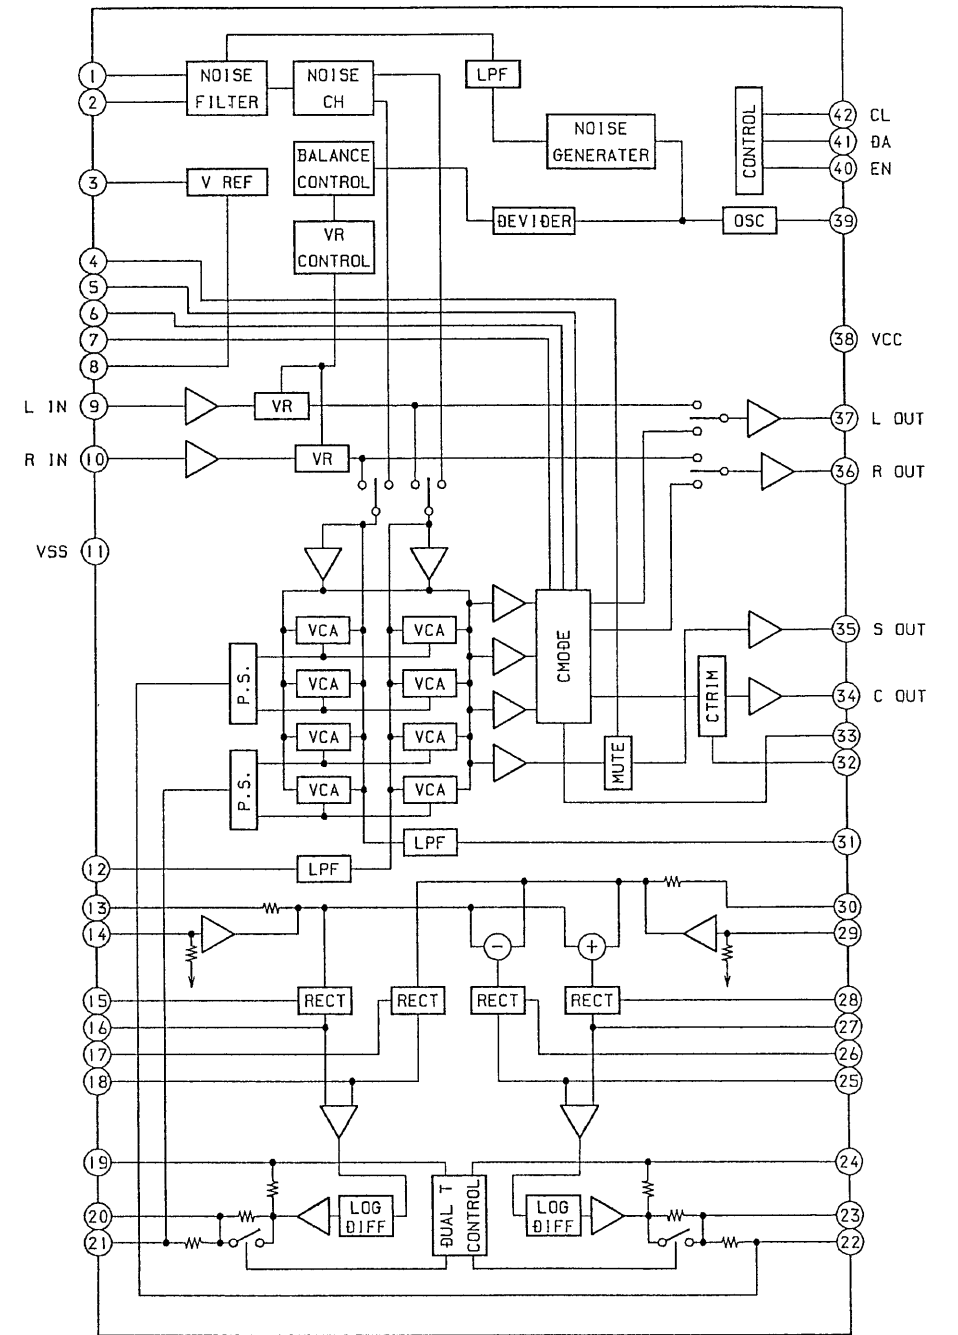 1
NOISE
FILTER
NOISE
CH
LPF
2
42 CL
CONTROL
NOISE
GENERATER
41 DA
BALANCE
CONTROL
40 EN
3
V REF
DEVIDER
OSC
39
VR
CONTROL
4
5
6
7
38 VCC
8
L IN 9
VR
37 L OUT
R IN 10
VR
36 R OUT
VSS 11
VCA
VCA
35 S OUT
P.S.
CMODE
VCA
VCA
CTRIM
34 C OUT
VCA
VCA
33
MUTE
32
P.S.
VCA
VCA
LPF
31
12
LPF
13
30
14
29
-
+
15
RECT
RECT
RECT
RECT
28
16
27
17
26
18
25
19
24
20
LOG
DIFF
DUAL T
CONTROL
LOG
DIFF
23
21
22